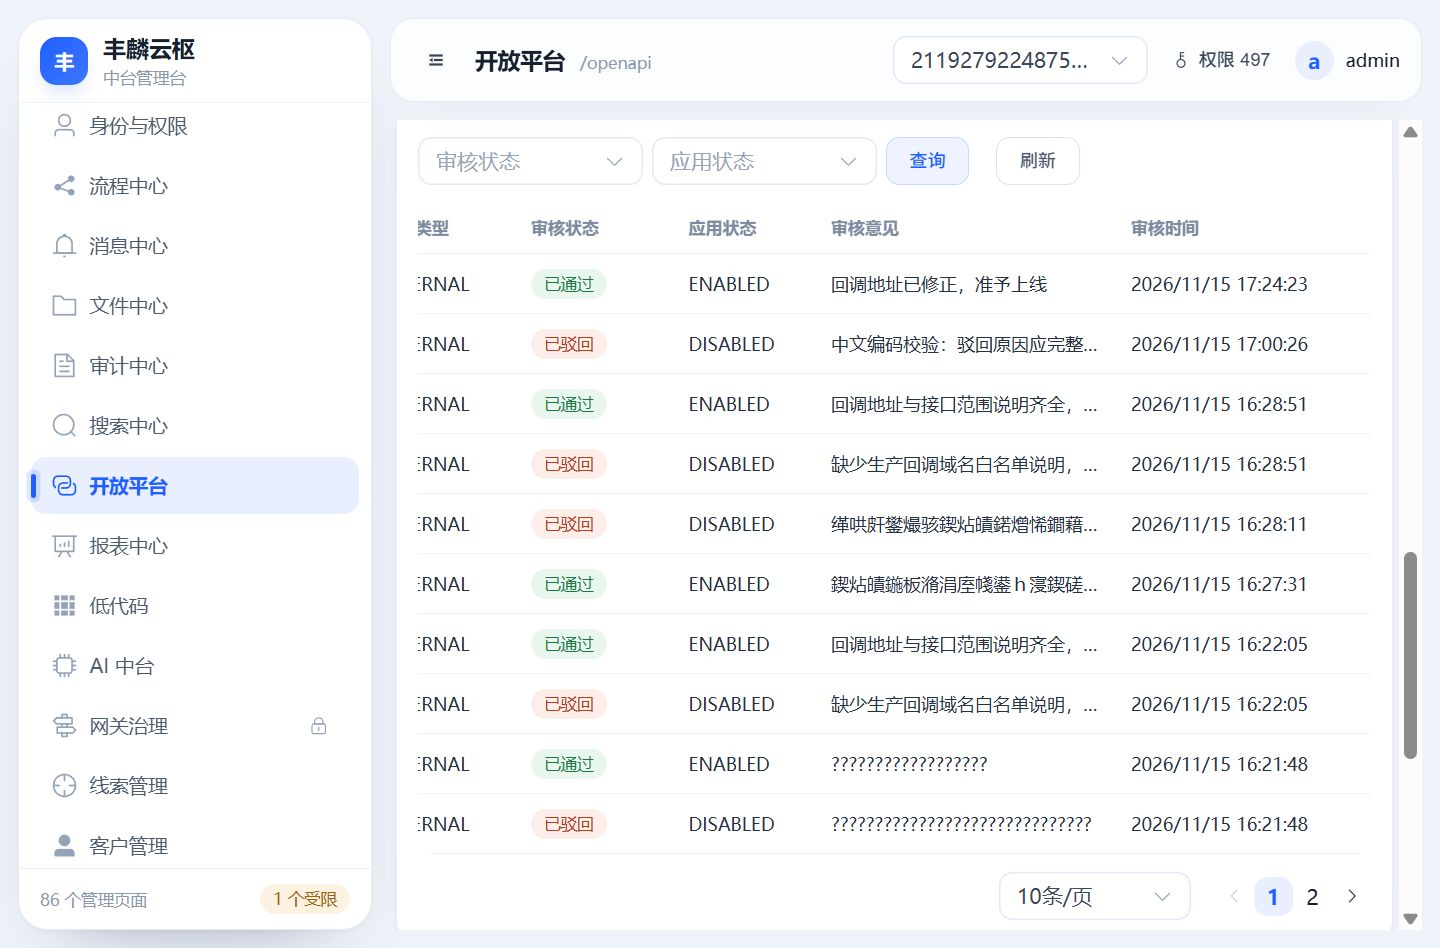 丰
丰麟云枢
中台管理台
身份与权限
流程中心
消息中心
文件中心
审计中心
搜索中心
开放平台
报表中心
低代码
AI 中台
网关治理
线索管理
客户管理
86 个管理页面
1 个受限
开放平台 /openapi
2119279224875...
权限 497
a admin
审核状态 应用状态 查询 刷新
类型 审核状态 应用状态 审核意见 审核时间
ERNAL 已通过 ENABLED 回调地址已修正，准予上线 2026/11/15 17:24:23
ERNAL 已驳回 DISABLED 中文编码校验：驳回原因应完整... 2026/11/15 17:00:26
ERNAL 已通过 ENABLED 回调地址与接口范围说明齐全，... 2026/11/15 16:28:51
ERNAL 已驳回 DISABLED 缺少生产回调域名白名单说明，... 2026/11/15 16:28:51
ERNAL 已驳回 DISABLED 2026/11/15 16:28:11
ERNAL 已通过 ENABLED 2026/11/15 16:27:31
ERNAL 已通过 ENABLED 回调地址与接口范围说明齐全，... 2026/11/15 16:22:05
ERNAL 已驳回 DISABLED 缺少生产回调域名白名单说明，... 2026/11/15 16:22:05
ERNAL 已通过 ENABLED ?????????????????? 2026/11/15 16:21:48
ERNAL 已驳回 DISABLED ?????????????????????????????? 2026/11/15 16:21:48
10条/页 1 2